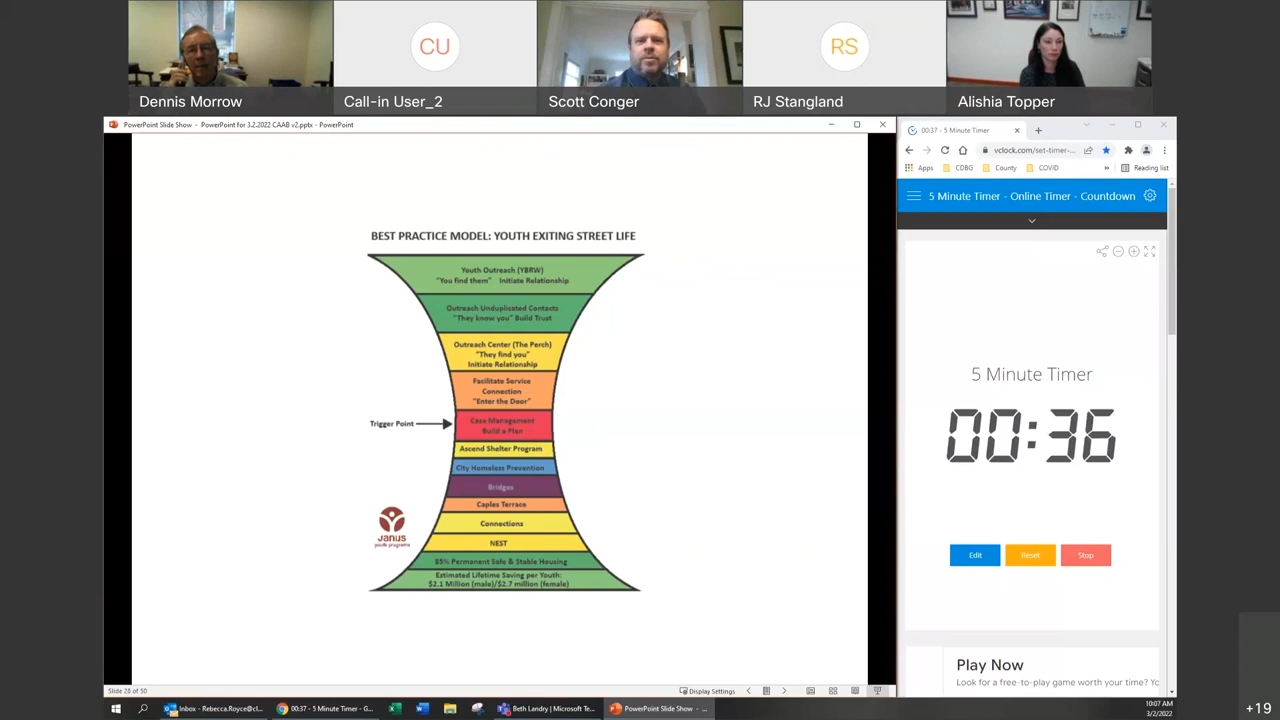 CU
RS
Dennis Morrow
Call-in User_2
Scott Conger
RJ Stangland
Alishia Topper
PowerPoint Slide Show - PowerPoint for 3.2.2022 CAAB v2.pptx - PowerPoint
00:37 - 5 Minute Timer
vclock.com/set-timer-...
Apps
CDBG
County
COVID
Reading list
5 Minute Timer - Online Timer - Countdown
BEST PRACTICE MODEL: YOUTH EXITING STREET LIFE
Youth Outreach (YBRW)
"You find them" Initiate Relationship
Outreach Unduplicated Contacts
"They know you" Build Trust
Outreach Center (The Perch)
"They find you"
Initiate Relationship
Facilitate Service
Connection
"Enter the Door"
Trigger Point
Case Management
Build a Plan
Ascend Shelter Program
City Homeless Prevention
Bridges
Caples Terrace
Connections
NEST
85% Permanent Safe & Stable Housing
Estimated Lifetime Saving per Youth:
$2.1 Million (male)/$2.7 million (female)
Janus
youth programs
5 Minute Timer
00:36
Edit
Reset
Stop
Play Now
Look for a free-to-play game worth your time? Yo
Slide 28 of 50
Display Settings
Inbox - Rebecca.Royce@cl...
00:37 - 5 Minute Timer - G...
Beth Landry | Microsoft Te...
PowerPoint Slide Show - ...
10:07 AM
3/2/2022
+19